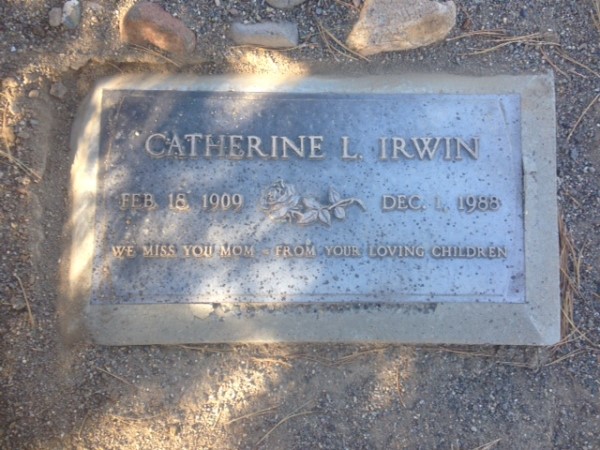 CATHERINE L. IRWIN
FEB. 18, 1909 DEC. 1, 1988
WE MISS YOU MOM - FROM YOUR LOVING CHILDREN